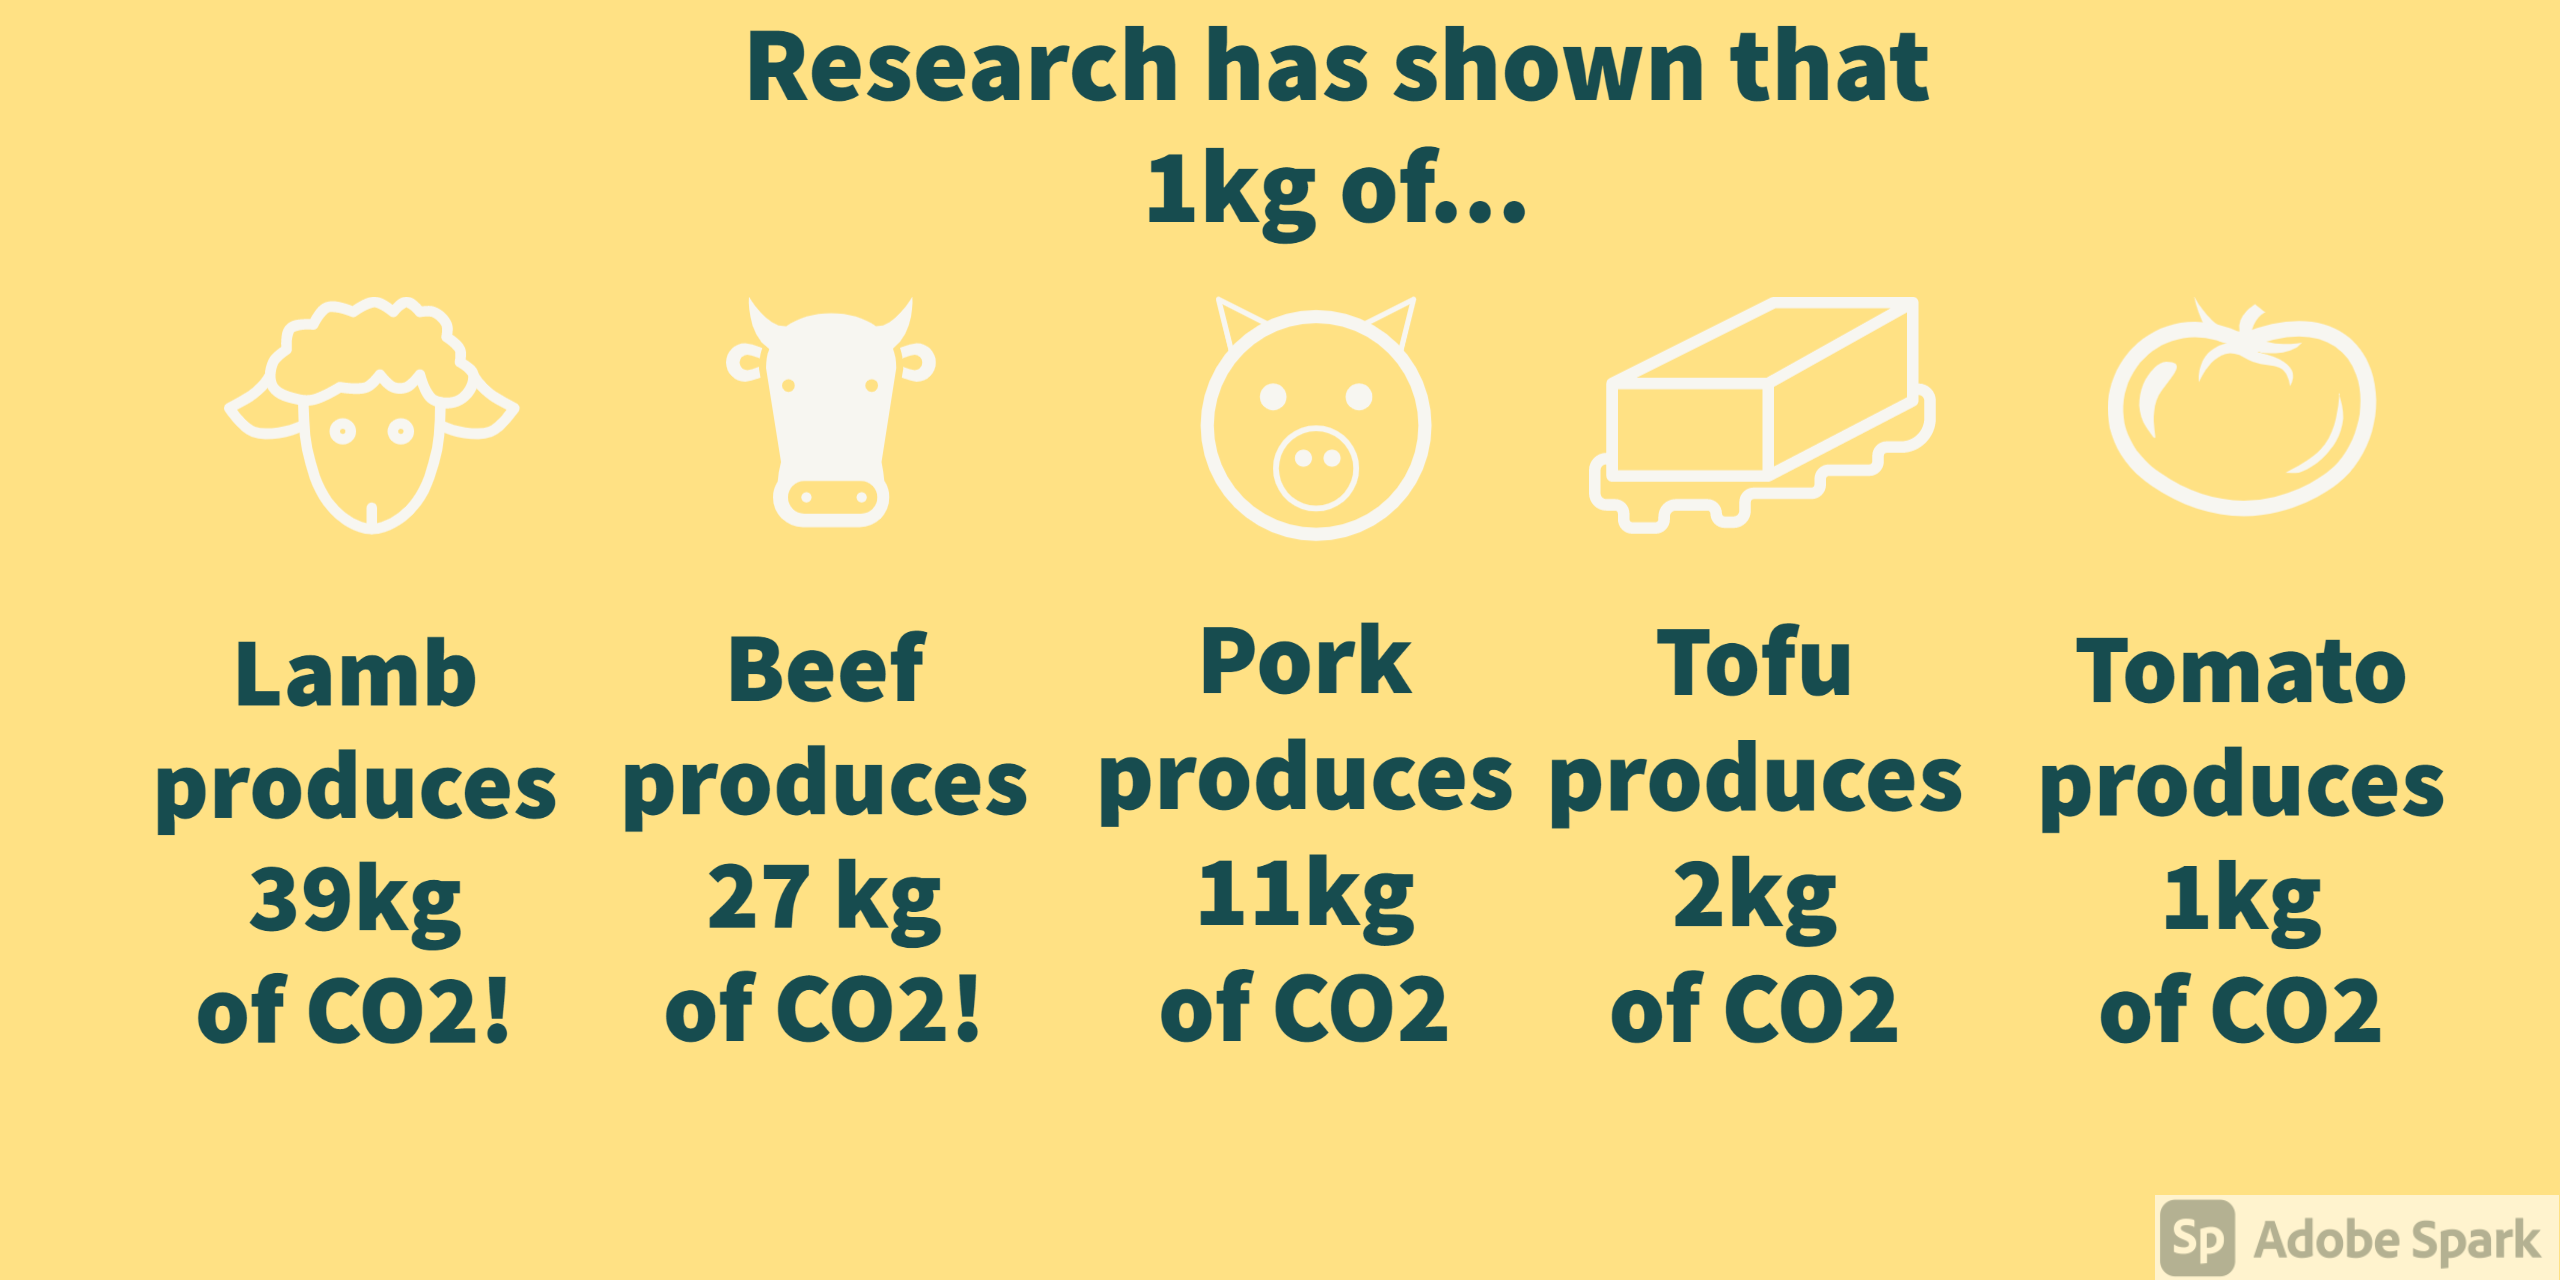 Research has shown that
1kg of...
Lamb
produces
39kg
of CO2!
Beef
produces
27 kg
of CO2!
Pork
produces
11kg
of CO2
Tofu
produces
2kg
of CO2
Tomato
produces
1kg
of CO2
Sp Adobe Spark